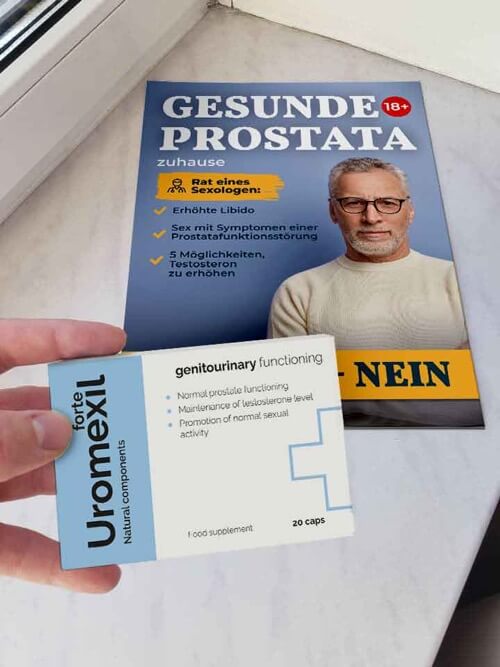 GESUNDE
18+
PROSTATA
zuhause
Rat eines
Sexologen:
Erhöhte Libido
Sex mit Symptomen einer
Prostatafunktionsstörung
5 Möglichkeiten,
Testosteron
zu erhöhen
- NEIN
genitourinary functioning
Normal prostate functioning
Maintenance of testosterone level
Promotion of normal sexual
activity
Uromexil
forte
Natural components
Food supplement
20 caps